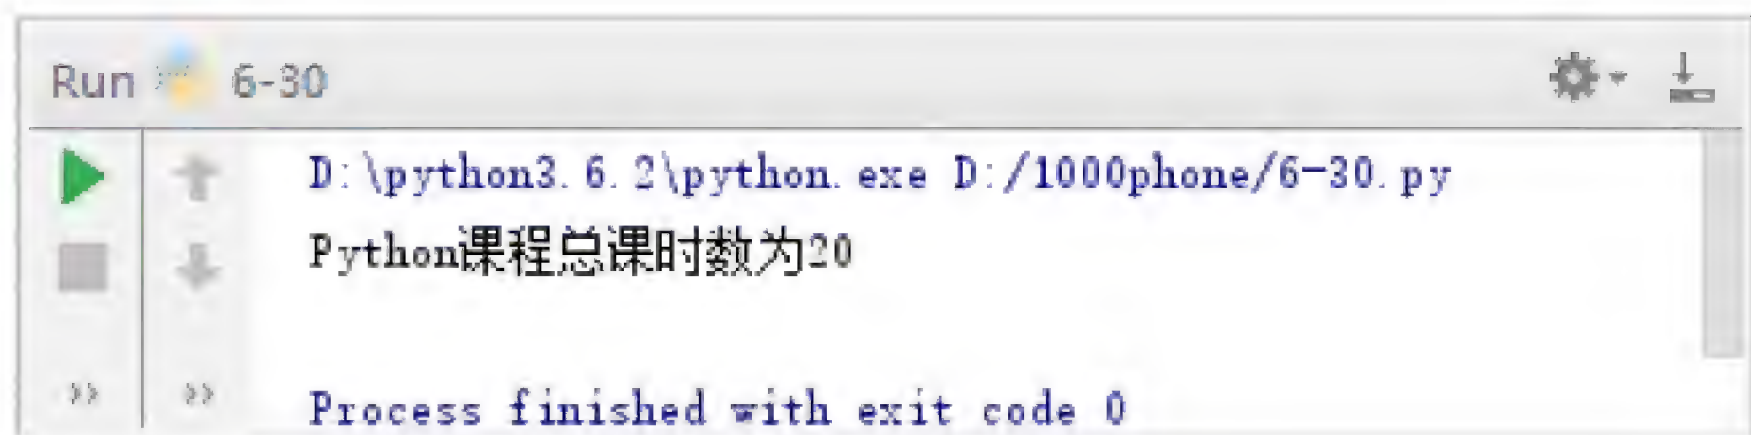 Run 6-30
D:\python3.6.2\python.exe D:/1000phone/6-30.py
Python课程总课时数为20
Process finished with exit code 0